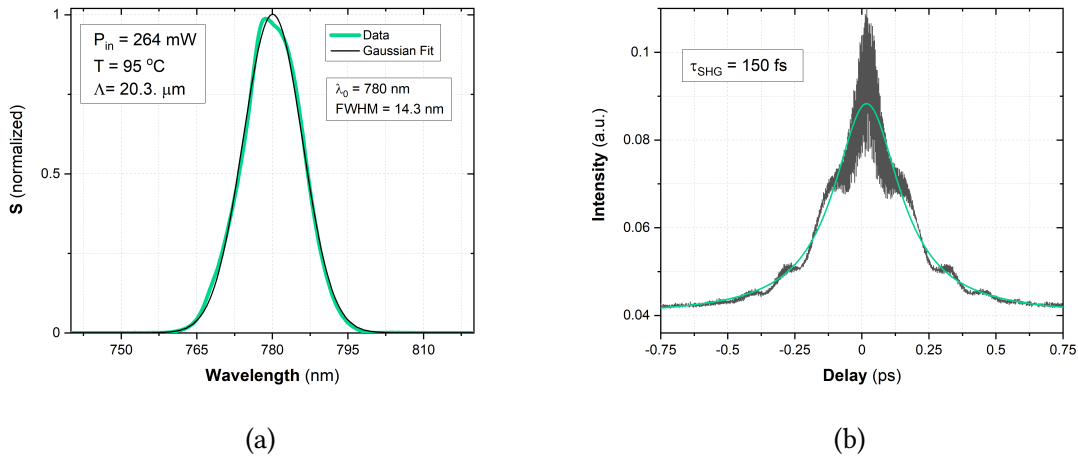 P_in = 264 mW
T = 95 °C
Λ= 20.3. μm
Data
Gaussian Fit
λ₀ = 780 nm
FWHM = 14.3 nm
1
0.5
0
S (normalized)
750
765
780
795
810
Wavelength (nm)
(a)
τ_SHG = 150 fs
0.1
0.08
0.06
0.04
Intensity (a.u.)
-0.75
-0.5
-0.25
0
0.25
0.5
0.75
Delay (ps)
(b)